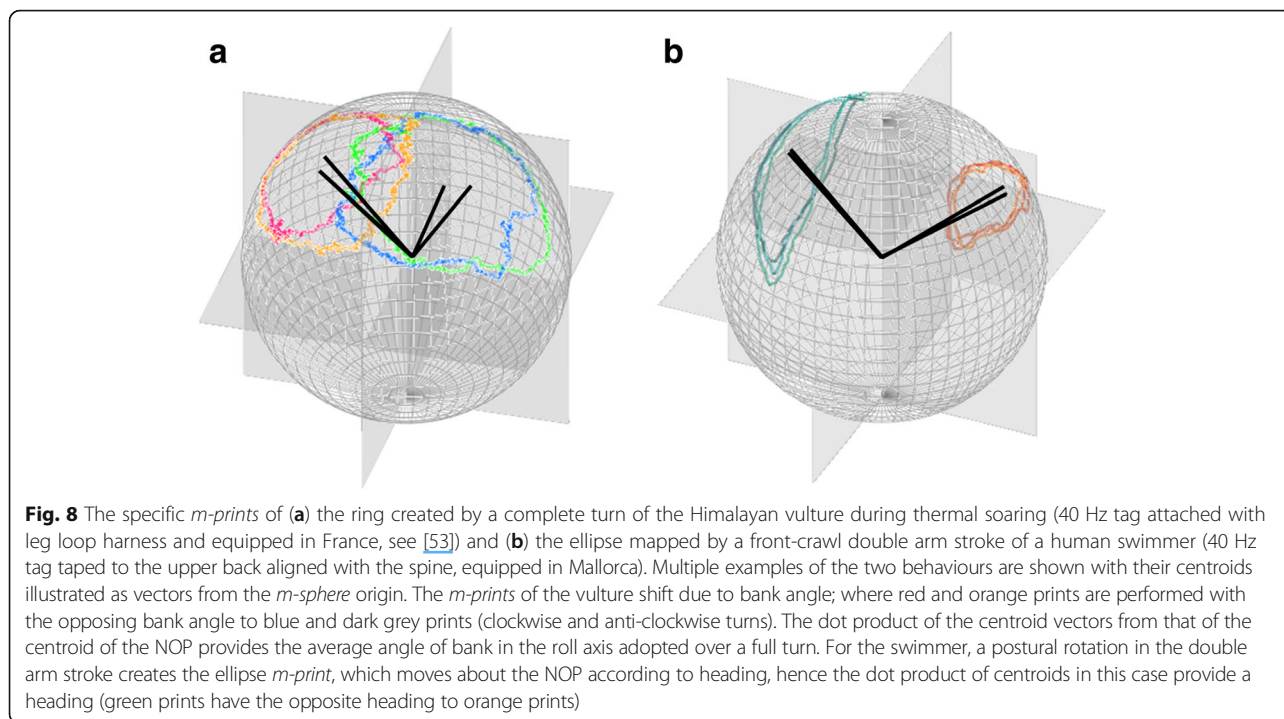 a
b
Fig. 8 The specific m-prints of (a) the ring created by a complete turn of the Himalayan vulture during thermal soaring (40 Hz tag attached with
leg loop harness and equipped in France, see [53]) and (b) the ellipse mapped by a front-crawl double arm stroke of a human swimmer (40 Hz
tag taped to the upper back aligned with the spine, equipped in Mallorca). Multiple examples of the two behaviours are shown with their centroids
illustrated as vectors from the m-sphere origin. The m-prints of the vulture shift due to bank angle; where red and orange prints are performed with
the opposing bank angle to blue and dark grey prints (clockwise and anti-clockwise turns). The dot product of the centroid vectors from that of the
centroid of the NOP provides the average angle of bank in the roll axis adopted over a full turn. For the swimmer, a postural rotation in the double
arm stroke creates the ellipse m-print, which moves about the NOP according to heading, hence the dot product of centroids in this case provide a
heading (green prints have the opposite heading to orange prints)